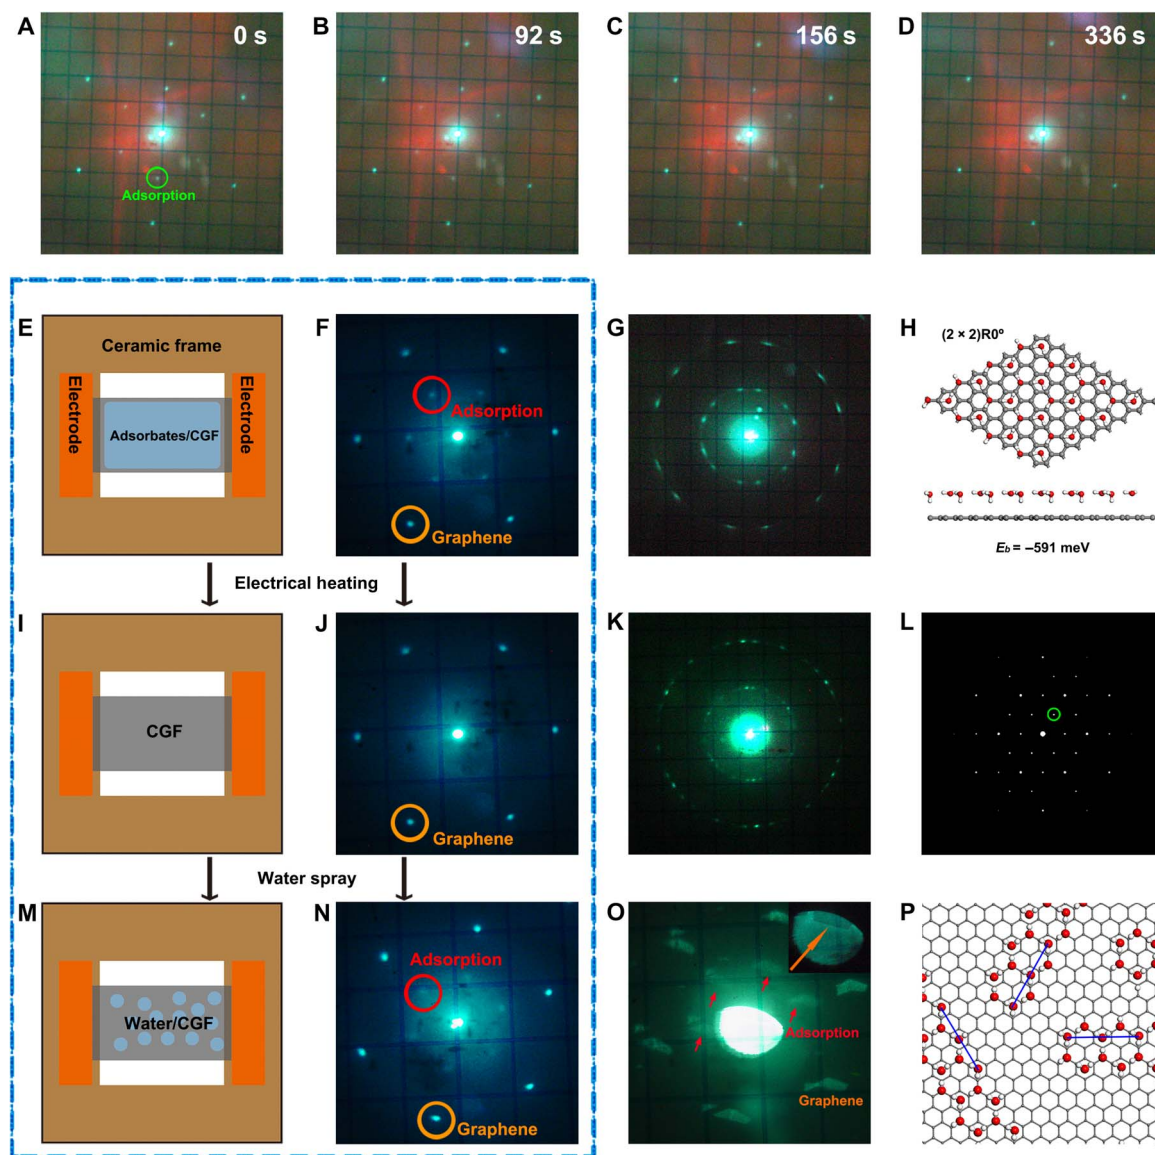 A
0 s
Adsorption
B
92 s
C
156 s
D
336 s
E
Ceramic frame
Electrode
Adsorbates/CGF
Electrode
F
Adsorption
Graphene
G
H
(2 × 2)R0º
Eb = –591 meV
Electrical heating
I
CGF
J
Graphene
K
L
Water spray
M
Water/CGF
N
Adsorption
Graphene
O
Adsorption
Graphene
P